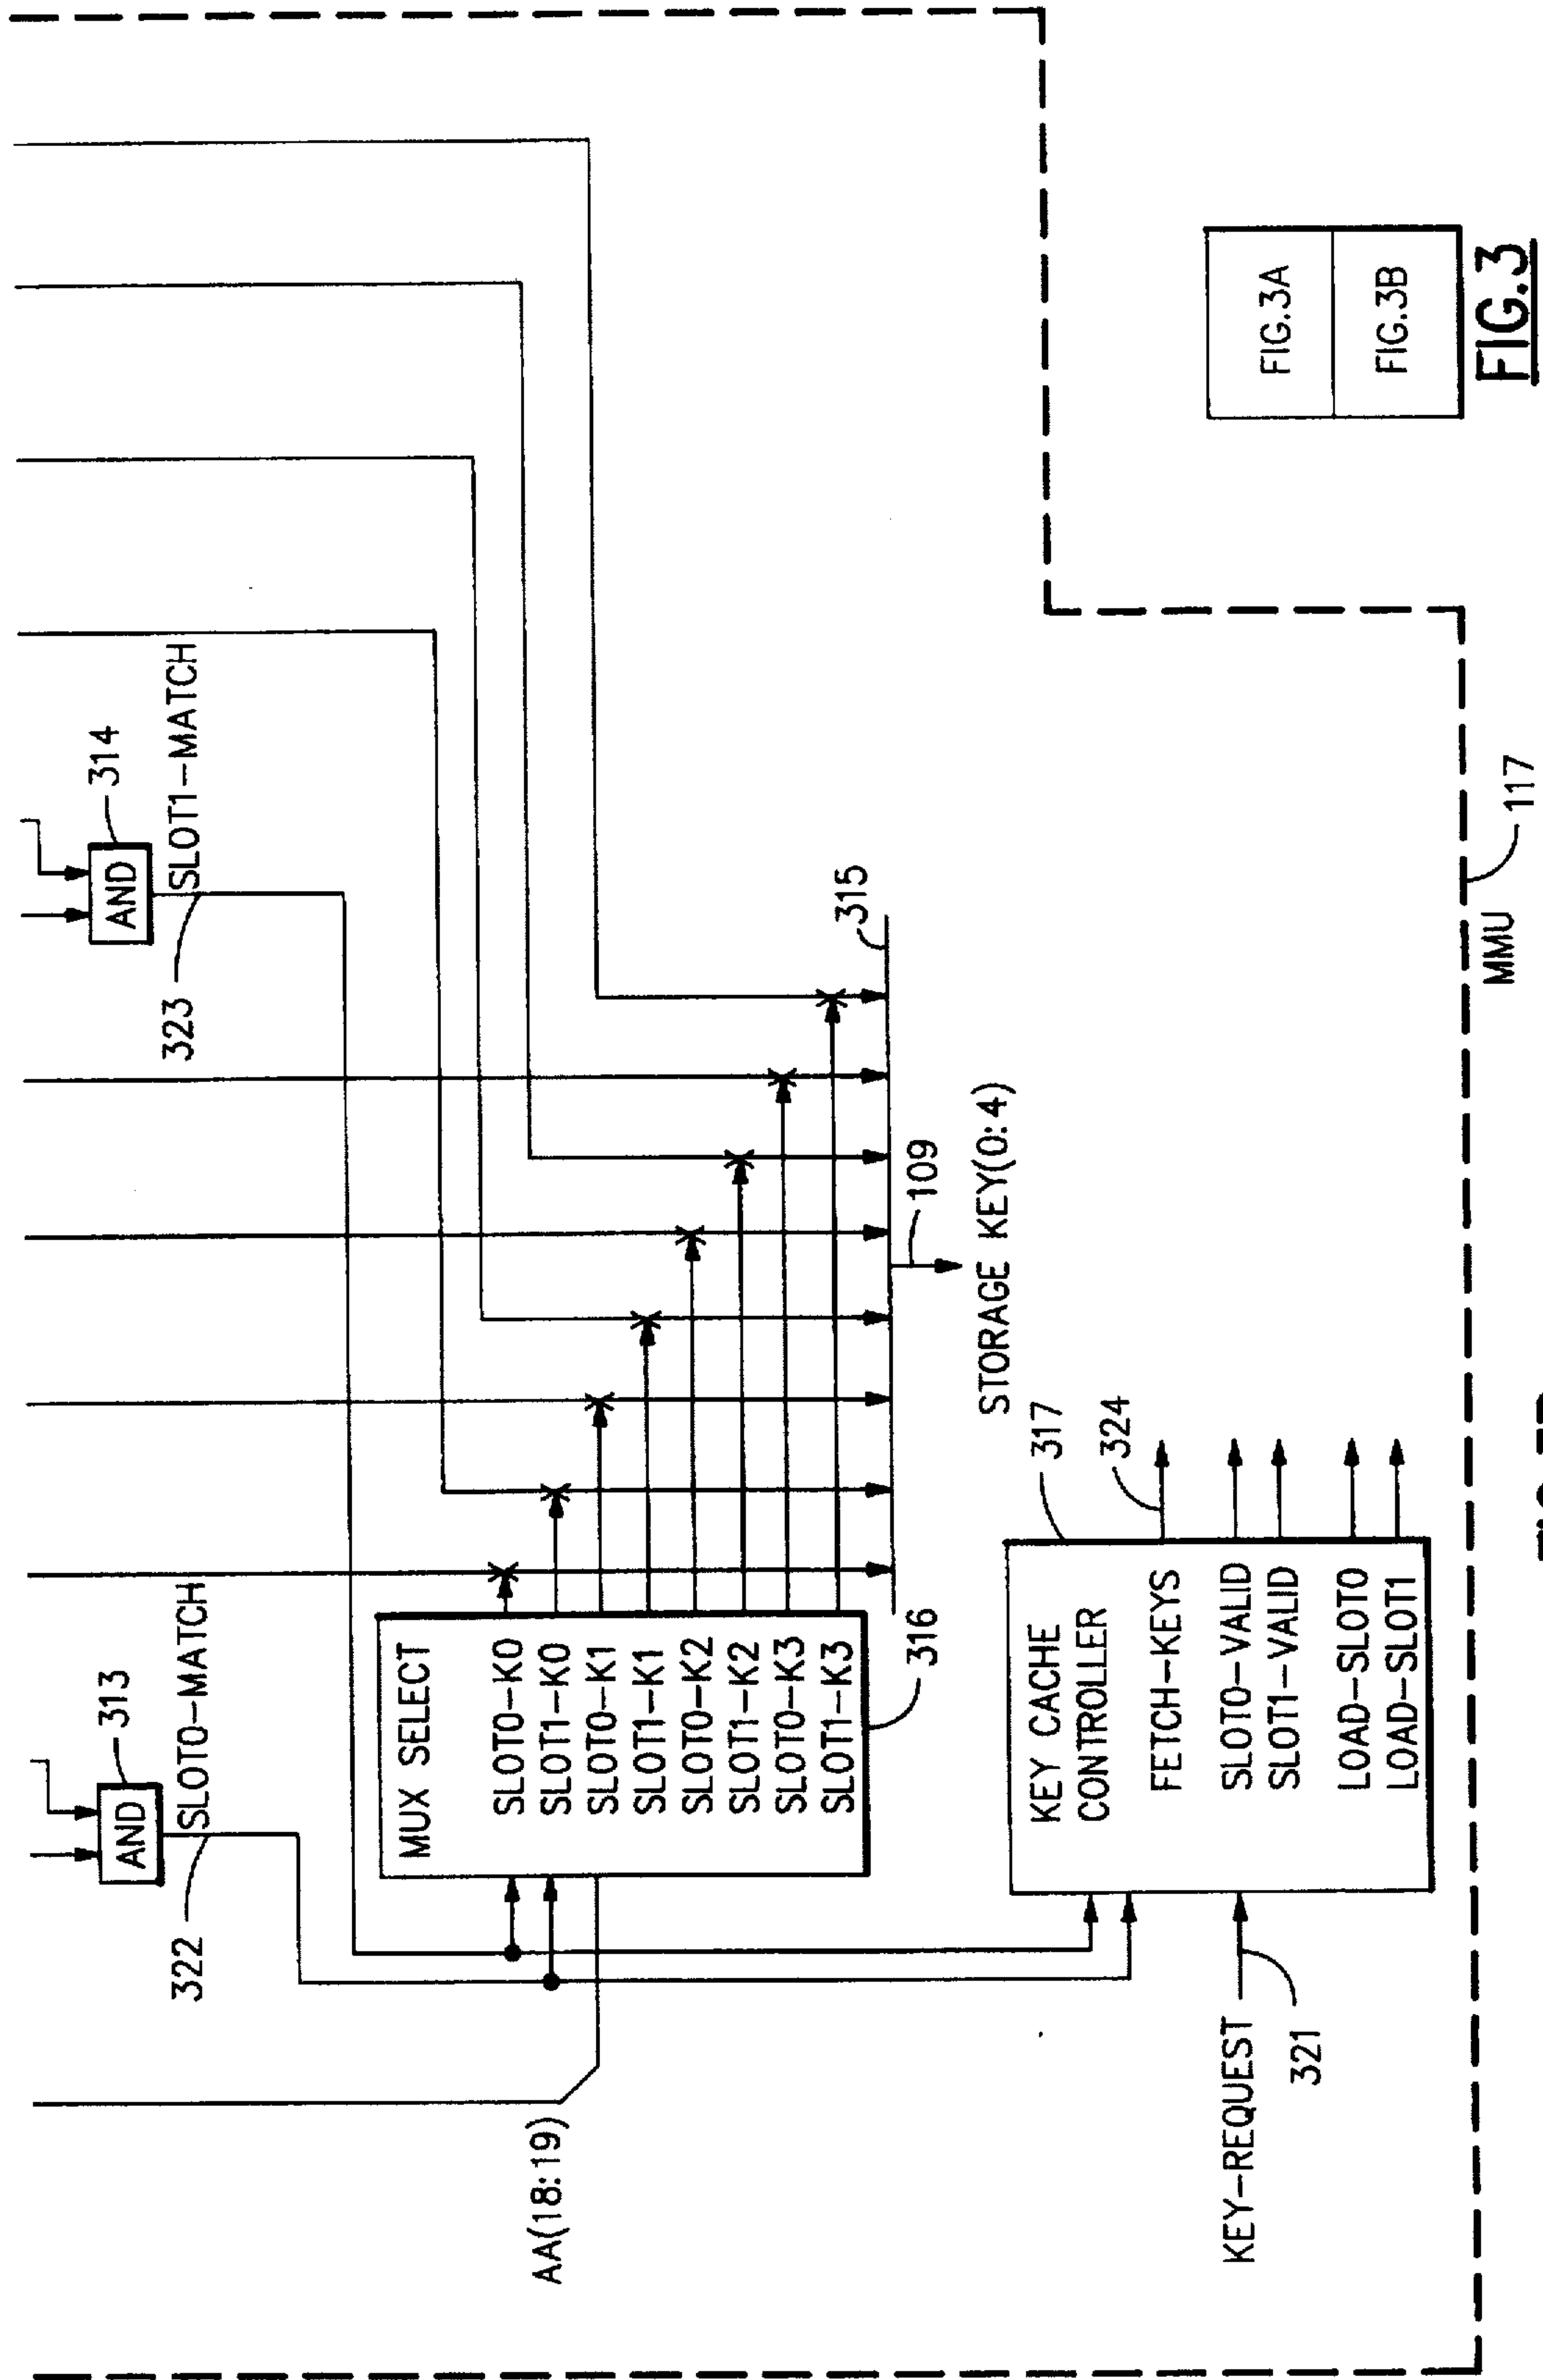 313
AND
SLOT0-MATCH
322
314
AND
SLOT1-MATCH
323
AA(18:19)
MUX SELECT
SLOT0-K0
SLOT1-K0
SLOT0-K1
SLOT1-K1
SLOT0-K2
SLOT1-K2
SLOT0-K3
SLOT1-K3
316
315
109
STORAGE KEY(0:4)
KEY CACHE
CONTROLLER
317
FETCH-KEYS
324
SLOT0-VALID
SLOT1-VALID
LOAD-SLOT0
LOAD-SLOT1
KEY-REQUEST
321
MMU
117
FIG.3A
FIG.3B
FIG.3